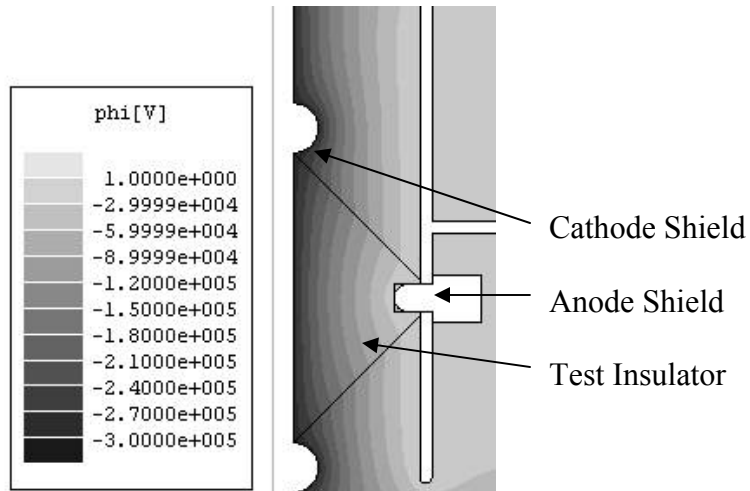 phi[V]
1.0000e+000
-2.9999e+004
-5.9999e+004
-8.9999e+004
-1.2000e+005
-1.5000e+005
-1.8000e+005
-2.1000e+005
-2.4000e+005
-2.7000e+005
-3.0000e+005
Cathode Shield
Anode Shield
Test Insulator